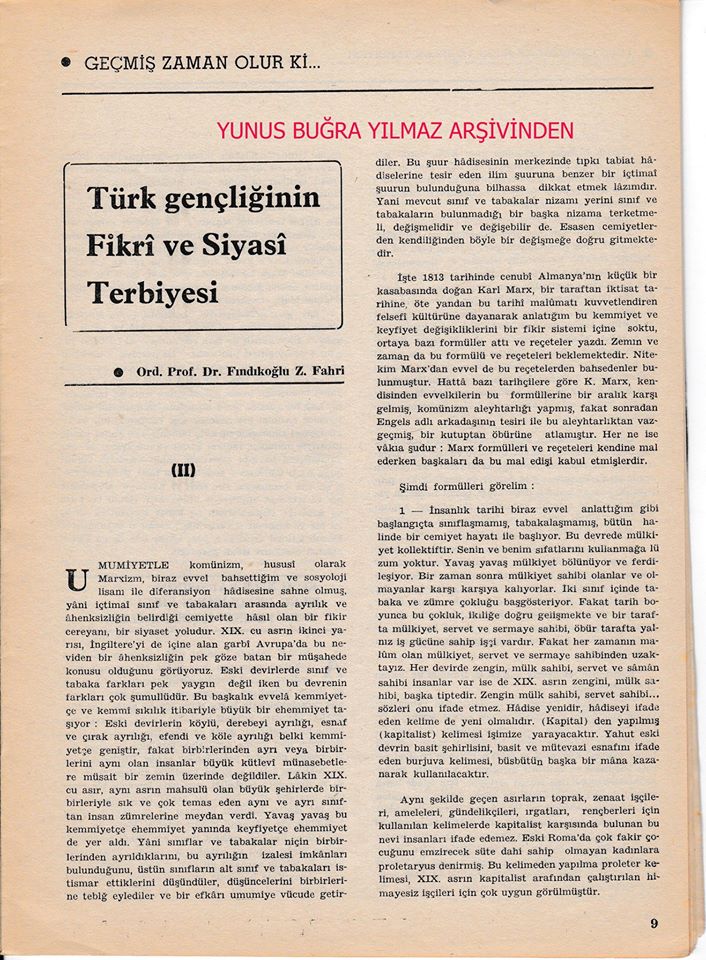 • GEÇMİŞ ZAMAN OLUR Kİ...
YUNUS BUĞRA YILMAZ ARŞİVİNDEN
Türk gençliğinin
Fikrî ve Siyasî
Terbiyesi
• Ord. Prof. Dr. Fındıkoğlu Z. Fahri
(II)
UMUMİYETLE komünizm, hususî olarak
Marxizm, biraz evvel bahsettiğim ve sosyoloji
lisanı ile diferansiyon hâdisesine sahne olmuş,
yâni içtimaî sınıf ve tabakaları arasında ayrılık ve
âhenksizliğin belirdiği cemiyette hâsıl olan bir fikir
cereyanı, bir siyaset yoludur. XIX. cu asrın ikinci ya-
rısı, İngiltere'yi de içine alan garbî Avrupa'da bu ne-
viden bir âhenksizliğin pek göze batan bir müşahede
konusu olduğunu görüyoruz. Eski devirlerde sınıf ve
tabaka farkları pek yaygın değil iken bu devrenin
farkları çok şumullüdür. Bu başkalık evvelâ kemmiyet-
çe ve kemmî sıkılık itibariyle büyük bir ehemmiyet ta-
şıyor : Eski devirlerin köylü, derebeyi ayrılığı, esnaf
ve çırak ayrılığı, efendi ve köle ayrılığı belki kemmi-
yetçe geniştir, fakat birbirlerinden ayrı veya birbir-
lerini aynı olan insanlar büyük kütlevî münasebetle-
re müsait bir zemin üzerinde değildiler. Lâkin XIX.
cu asır, aynı asrın mahsulü olan büyük şehirlerde bir-
birleriyle sık ve çok temas eden aynı ve ayrı sınıf-
tan insan zümrelerine meydan verdi. Yavaş yavaş bu
kemmiyetçe ehemmiyet yanında keyfiyetçe ehemmiyet
de yer aldı. Yâni sınıflar ve tabakalar niçin birbir-
lerinden ayrıldıklarını, bu ayrılığın izalesi imkânları
bulunduğunu, üstün sınıfların alt sınıf ve tabakaları is-
tismar ettiklerini düşündüler, düşüncelerini birbirleri-
ne tebliğ eylediler ve bir efkârı umumiye vücude getir-
diler. Bu şuur hâdisesinin merkezinde tıpkı tabiat hâ-
diselerine tesir eden ilim şuuruna benzer bir içtimaî
şuurun bulunduğuna bilhassa dikkat etmek lâzımdır.
Yani mevcut sınıf ve tabakalar nizamı yerini sınıf ve
tabakaların bulunmadığı bir başka nizama terketme-
li, değişmelidir ve değişebilir de. Esasen cemiyetler-
den kendiliğinden böyle bir değişmeğe doğru gitmekte-
dir.
İşte 1813 tarihinde cenubî Almanya'nın küçük bir
kasabasında doğan Karl Marx, bir taraftan iktisat ta-
rihine, öte yandan bu tarihî malûmatı kuvvetlendiren
felsefî kültürüne dayanarak anlatığım bu kemmiyet ve
keyfiyet değişikliklerini bir fikir sistemi içine soktu,
ortaya bazı formüller attı ve reçeteler yazdı. Zemın ve
zaman da bu formülü ve reçeteleri beklemektedir. Nite-
kim Marx'dan evvel de bu reçetelerden bahsedenler bu-
lunmuştur. Hattâ bazı tarihçilere göre K. Marx, ken-
disinden evvelkilerin bu formüllerine bir aralık karşı
gelmiş, komünizm aleyhtarlığı yapmış, fakat sonradan
Engels adlı arkadaşının tesiri ile bu aleyhtarlıktan vaz-
geçmiş, bir kutuptan öbürüne atlamıştır. Her ne ise
vâkıa şudur : Marx formülleri ve reçeteleri kendine mal
ederken başkaları da bu mal edişi kabul etmişlerdir.
Şimdi formülleri görelim :
1 — İnsanlık tarihi biraz evvel anlattığım gibi
başlangıçta sınıflaşmamış, tabakalaşmamış, bütün ha-
linde bir cemiyet hayatı ile başlıyor. Bu devrede mülki-
yet kollektiftir. Senin ve benim sıfatlarını kullanmağa lü
zum yoktur. Yavaş yavaş mülkiyet bölünüyor ve ferdi-
leşiyor. Bir zaman sonra mülkiyet sahibi olanlar ve ol-
mayanlar karşı karşıya kalıyorlar. İki sınıf içinde ta-
baka ve zümre çokluğu başgösteriyor. Fakat tarih bo-
yunca bu çokluk, ikiliğe doğru gelişmekte ve bir taraf-
ta mülkiyet, servet ve sermaye sahibi, öbür tarafta yal-
nız iş gücüne sahip işçi vardır. Fakat her zamanın ma-
lûm olan mülkiyet, servet ve sermaye sahibinden uzak-
tayız. Her devirde zengin, mülk sahibi, servet ve sâmân
sahibi insanlar var ise de XIX. asrın zengini, mülk sa-
hibi, başka tiptedir. Zengin mülk sahibi, servet sahibi...
sözleri onu ifade etmez. Hâdise yenidir, hâdiseyi ifade
eden kelime de yeni olmalıdır. (Kapital) den yapılmış
(kapitalist) kelimesi işimize yarayacaktır. Yahut eski
devrin basit şehirlisini, basit ve mütevazi esnafını ifade
eden burjuva kelimesi, büsbütün başka bir mâna kaza-
narak kullanılacaktır.
Aynı şekilde geçen asırların toprak, zenaat işçile-
ri, ameleleri, gündelikçileri, ırgatları, rençberleri için
kullanılan kelimelerde kapitalist karşısında bulunan bu
nevi insanları ifade edemez. Eski Roma'da çok fakir ço-
cuğunu emzirecek süte dahi sahip olmayan kadınlara
proletaryus denirmiş. Bu kelimeden yapılma proleter ke-
limesi, XIX. asrın kapitalist arafından çalıştırılan hi-
mayesiz işçileri için çok uygun görülmüştür.
9